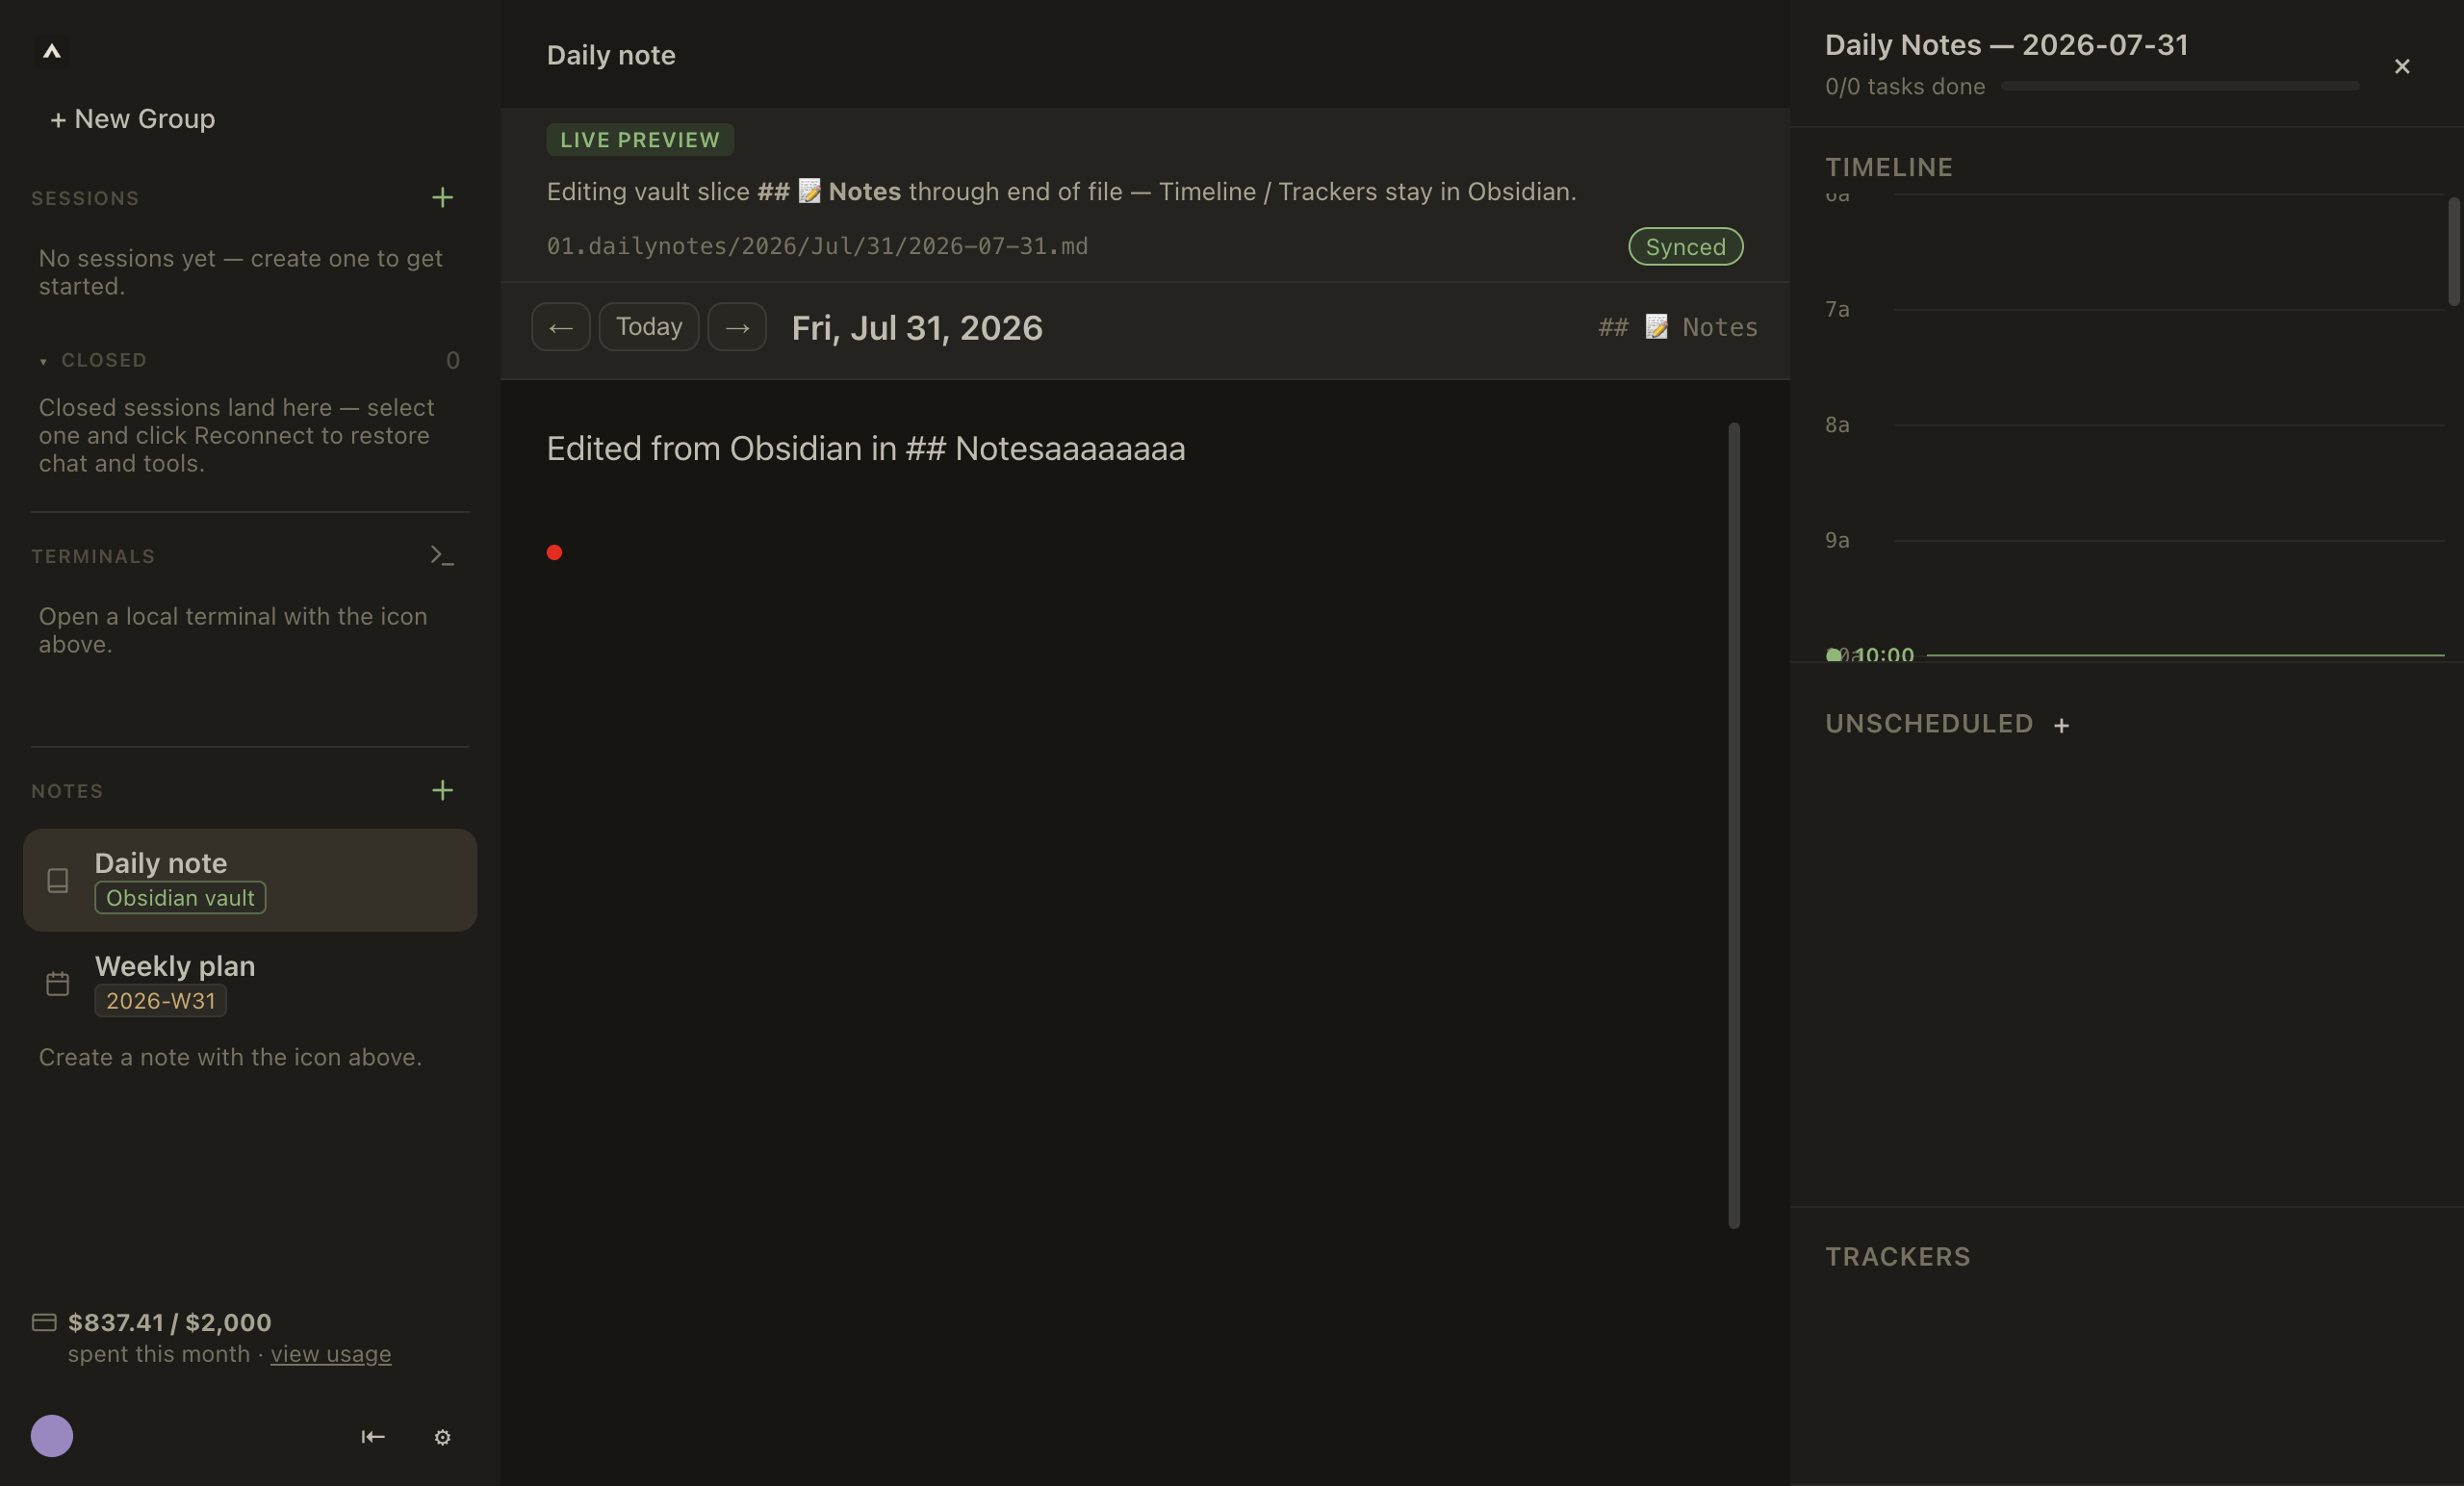 + New Group
SESSIONS
No sessions yet — create one to get
started.
CLOSED 0
Closed sessions land here — select
one and click Reconnect to restore
chat and tools.
TERMINALS
Open a local terminal with the icon
above.
NOTES
Daily note
Obsidian vault
Weekly plan
2026-W31
Create a note with the icon above.
$837.41 / $2,000
spent this month · view usage
Daily note
LIVE PREVIEW
Editing vault slice ## 📝 Notes through end of file — Timeline / Trackers stay in Obsidian.
01.dailynotes/2026/Jul/31/2026-07-31.md
Synced
← Today → Fri, Jul 31, 2026
## 📝 Notes
Edited from Obsidian in ## Notesaaaaaaaa
Daily Notes — 2026-07-31
0/0 tasks done
TIMELINE
6a
7a
8a
9a
10:00
UNSCHEDULED +
TRACKERS